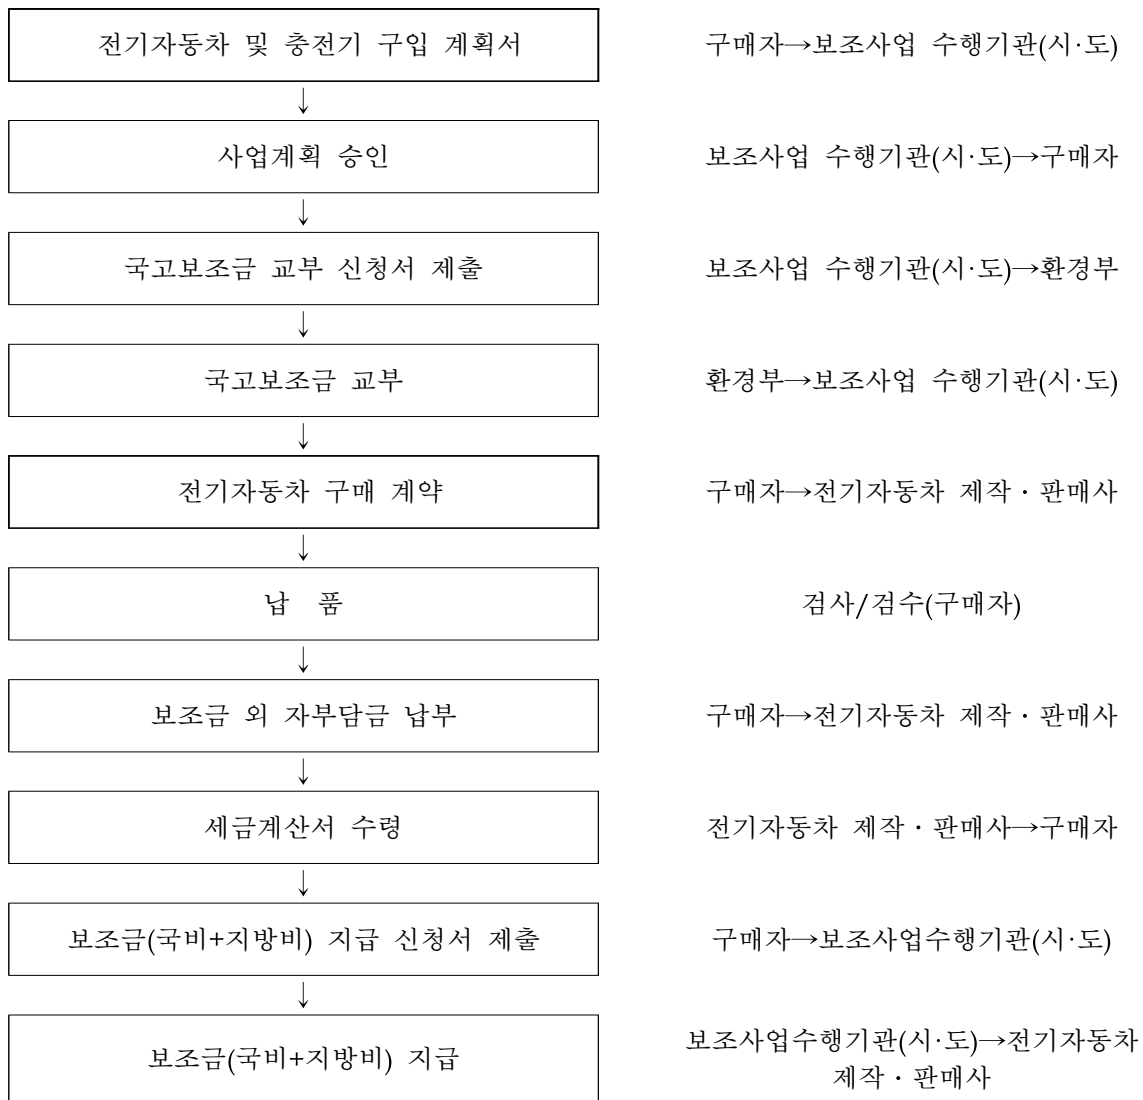 전기자동차 및 충전기 구입 계획서
구매자→보조사업 수행기관(시·도)
↓
사업계획 승인
보조사업 수행기관(시·도)→구매자
↓
국고보조금 교부 신청서 제출
보조사업 수행기관(시·도)→환경부
↓
국고보조금 교부
환경부→보조사업 수행기관(시·도)
↓
전기자동차 구매 계약
구매자→전기자동차 제작·판매사
↓
납 품
검사/검수(구매자)
↓
보조금 외 자부담금 납부
구매자→전기자동차 제작·판매사
↓
세금계산서 수령
전기자동차 제작·판매사→구매자
↓
보조금(국비+지방비) 지급 신청서 제출
구매자→보조사업수행기관(시·도)
↓
보조금(국비+지방비) 지급
보조사업수행기관(시·도)→전기자동차
제작·판매사